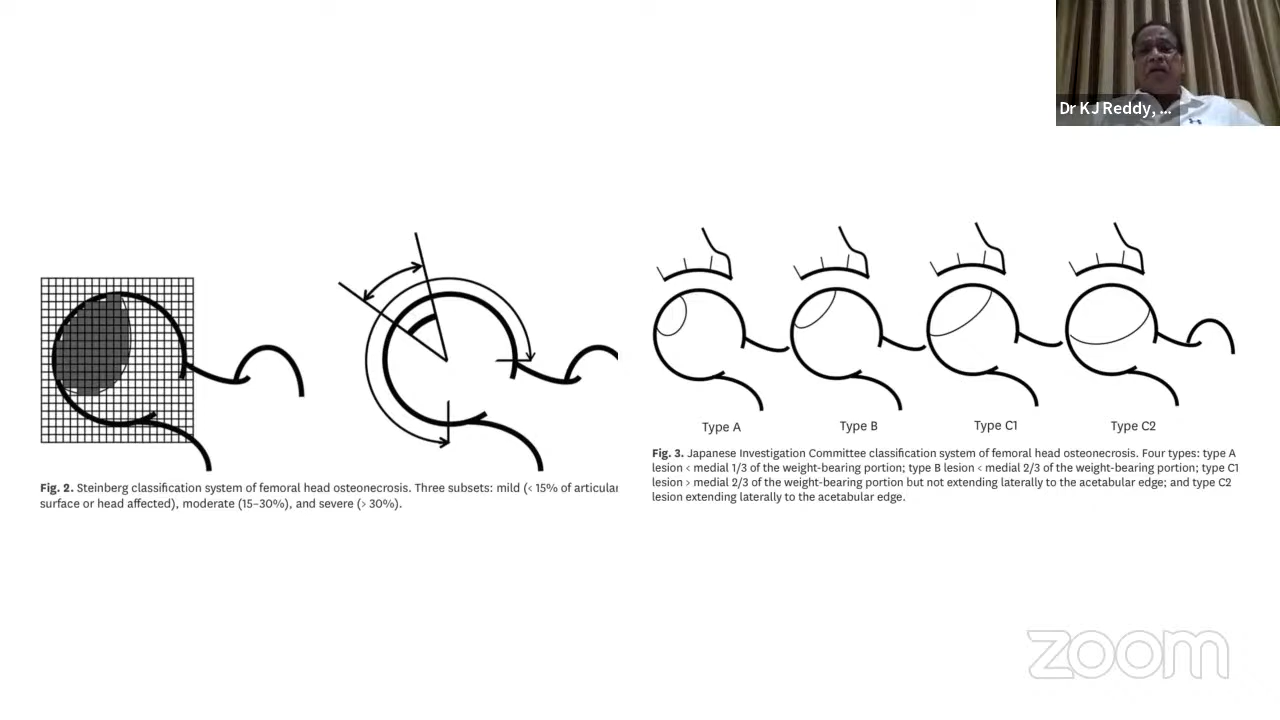 Dr KJ Reddy, ...
Type A
Type B
Type C1
Type C2
Fig. 2. Steinberg classification system of femoral head osteonecrosis. Three subsets: mild (< 15% of articular
surface or head affected), moderate (15–30%), and severe (> 30%).
Fig. 3. Japanese Investigation Committee classification system of femoral head osteonecrosis. Four types: type A
lesion < medial 1/3 of the weight-bearing portion; type B lesion < medial 2/3 of the weight-bearing portion; type C1
lesion > medial 2/3 of the weight-bearing portion but not extending laterally to the acetabular edge; and type C2
lesion extending laterally to the acetabular edge.
zoom